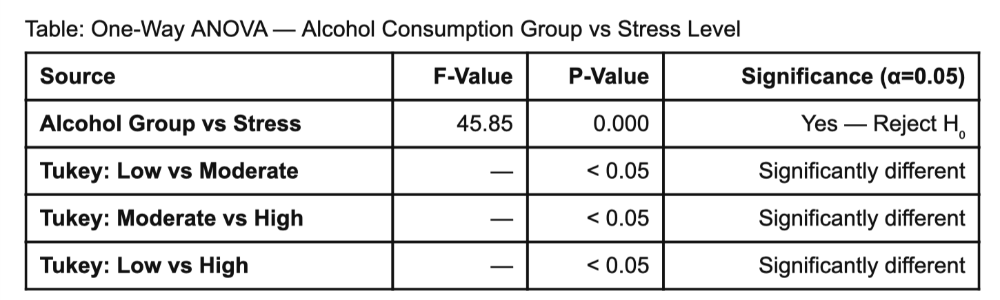 Table: One-Way ANOVA — Alcohol Consumption Group vs Stress Level
Source F-Value P-Value Significance (α=0.05)
Alcohol Group vs Stress 45.85 0.000 Yes — Reject H₀
Tukey: Low vs Moderate — < 0.05 Significantly different
Tukey: Moderate vs High — < 0.05 Significantly different
Tukey: Low vs High — < 0.05 Significantly different